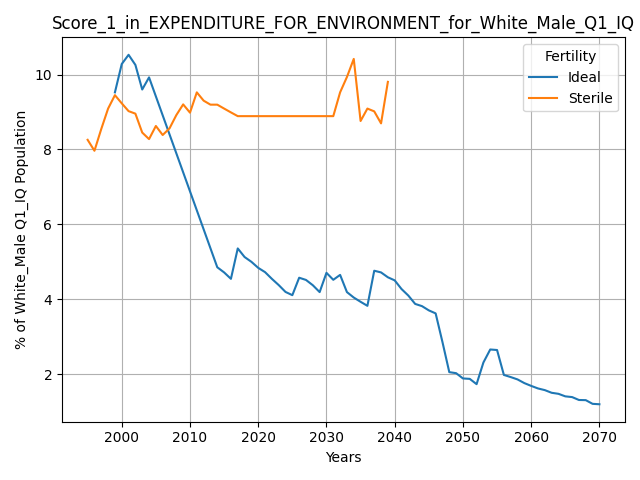 Score_1_in_EXPENDITURE_FOR_ENVIRONMENT_for_White_Male_Q1_IQ
Fertility
Ideal
Sterile
% of White_Male Q1_IQ Population
10
8
6
4
2
2000 2010 2020 2030 2040 2050 2060 2070
Years